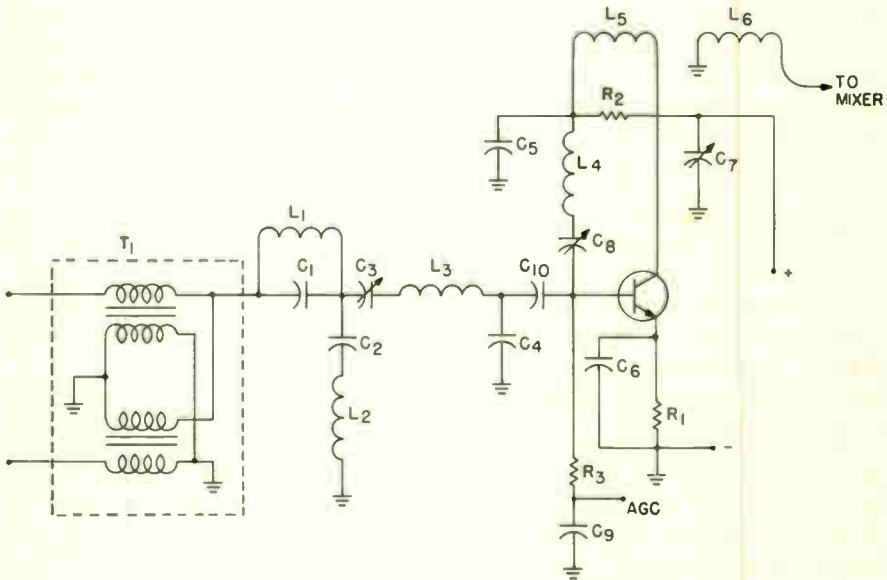 L5
L6
TO
MIXER
R2
C5
L4
C7
L1
T1
C8
C1
C3
L3
C10
+
C2
C4
C6
L2
R1
-
R3
AGC
C9